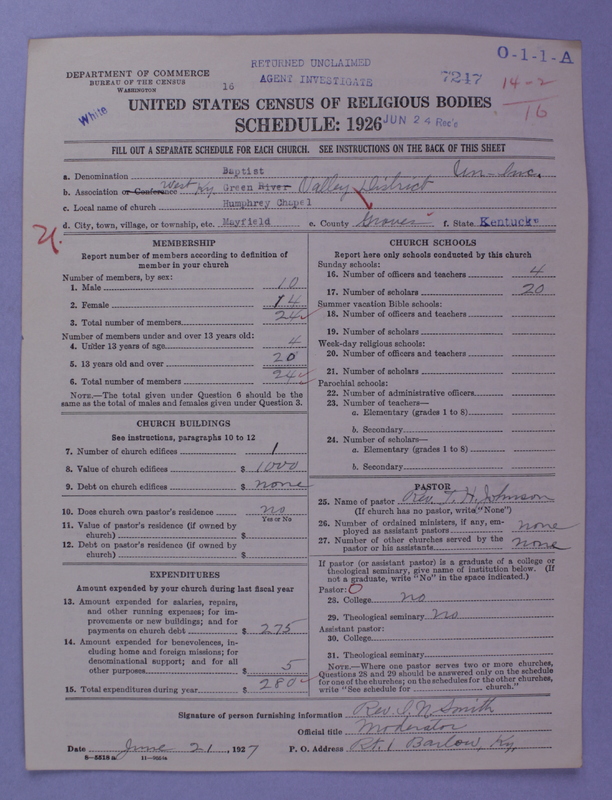 O-1-1-A
RETURNED UNCLAIMED
AGENT INVESTIGATE
7247
14-2
16
DEPARTMENT OF COMMERCE
BUREAU OF THE CENSUS
WASHINGTON
16
White
UNITED STATES CENSUS OF RELIGIOUS BODIES
SCHEDULE: 1926
JUN 24 Rec'd
FILL OUT A SEPARATE SCHEDULE FOR EACH CHURCH. SEE INSTRUCTIONS ON THE BACK OF THIS SHEET
a. Denomination Baptist Un-Inc.
b. Association or Conference West Ky Green River Valley District
c. Local name of church Humphrey Chapel
d. City, town, village, or township, etc. Mayfield e. County Graves f. State Kentucky
MEMBERSHIP
Report number of members according to definition of
member in your church
Number of members, by sex:
1. Male 10
2. Female 14
3. Total number of members 24
Number of members under and over 13 years old:
4. Under 13 years of age 4
5. 13 years old and over 20
6. Total number of members 24
NOTE.—The total given under Question 6 should be
same as the total of males and females given under Question 3.
CHURCH BUILDINGS
See instructions, paragraphs 10 to 12
7. Number of church edifices 1
8. Value of church edifices $ 1000
9. Debt on church edifices $ none
10. Does church own pastor's residence no
Yes or No
11. Value of pastor's residence (if owned by
church) $
12. Debt on pastor's residence (if owned by
church) $
EXPENDITURES
Amount expended by your church during last fiscal year
13. Amount expended for salaries, repairs,
and other running expenses; for im-
provements or new buildings; and for
payments on church debt $ 275
14. Amount expended for benevolences, in-
cluding home and foreign missions; for
denominational support; and for all
other purposes $ 5
15. Total expenditures during year $ 280
CHURCH SCHOOLS
Report here only schools conducted by this church
Sunday schools:
16. Number of officers and teachers 4
17. Number of scholars 20
Summer vacation Bible schools:
18. Number of officers and teachers
19. Number of scholars
Week-day religious schools:
20. Number of officers and teachers
21. Number of scholars
Parochial schools:
22. Number of administrative officers
23. Number of teachers—
a. Elementary (grades 1 to 8)
b. Secondary
24. Number of scholars—
a. Elementary (grades 1 to 8)
b. Secondary
PASTOR
25. Name of pastor Rev. T. H. Johnson
(If church has no pastor, write "None")
26. Number of ordained ministers, if any, em-
ployed as assistant pastors none
27. Number of other churches served by the
pastor or his assistants none
If pastor (or assistant pastor) is a graduate of a college or
theological seminary, give name of institution below. (If
not a graduate, write "No" in the space indicated.)
Pastor: O
28. College no
29. Theological seminary no
Assistant pastor:
30. College
31. Theological seminary
NOTE.—Where one pastor serves two or more churches,
Questions 28 and 29 should be answered only on the schedule
for one of the churches; on the schedules for the other churches,
write "See schedule for church."
Signature of person furnishing information Rev. I. N. Smith
Official title Moderator
Date June 21, 1927 P. O. Address Rt. 1 Barlow, Ky.